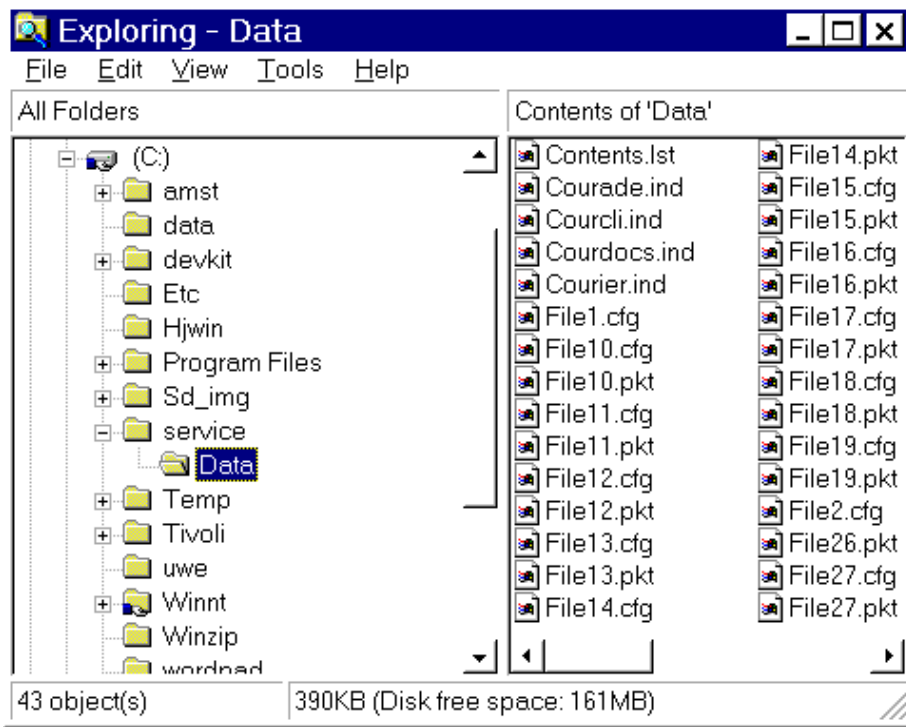 Exploring - Data
File Edit View Tools Help
All Folders
(C:)
amst
data
devkit
Etc
Hjwin
Program Files
Sd_img
service
Data
Temp
Tivoli
uwe
Winnt
Winzip
wordpad
Contents of 'Data'
Contents.lst
Courade.ind
Courcli.ind
Courdocs.ind
Courier.ind
File1.cfg
File10.cfg
File10.pkt
File11.cfg
File11.pkt
File12.cfg
File12.pkt
File13.cfg
File13.pkt
File14.cfg
File14.pkt
File15.cfg
File15.pkt
File16.cfg
File16.pkt
File17.cfg
File17.pkt
File18.cfg
File18.pkt
File19.cfg
File19.pkt
File2.cfg
File26.pkt
File27.cfg
File27.pkt
43 object(s)
390KB (Disk free space: 161MB)